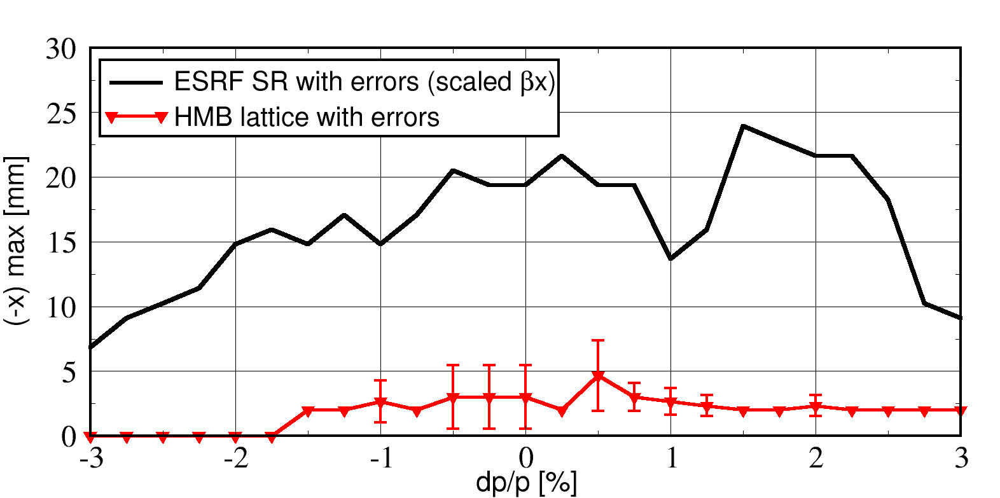 30
25
20
15
10
5
0
(-x) max [mm]
ESRF SR with errors (scaled βx)
HMB lattice with errors
-3 -2 -1 0 1 2 3
dp/p [%]